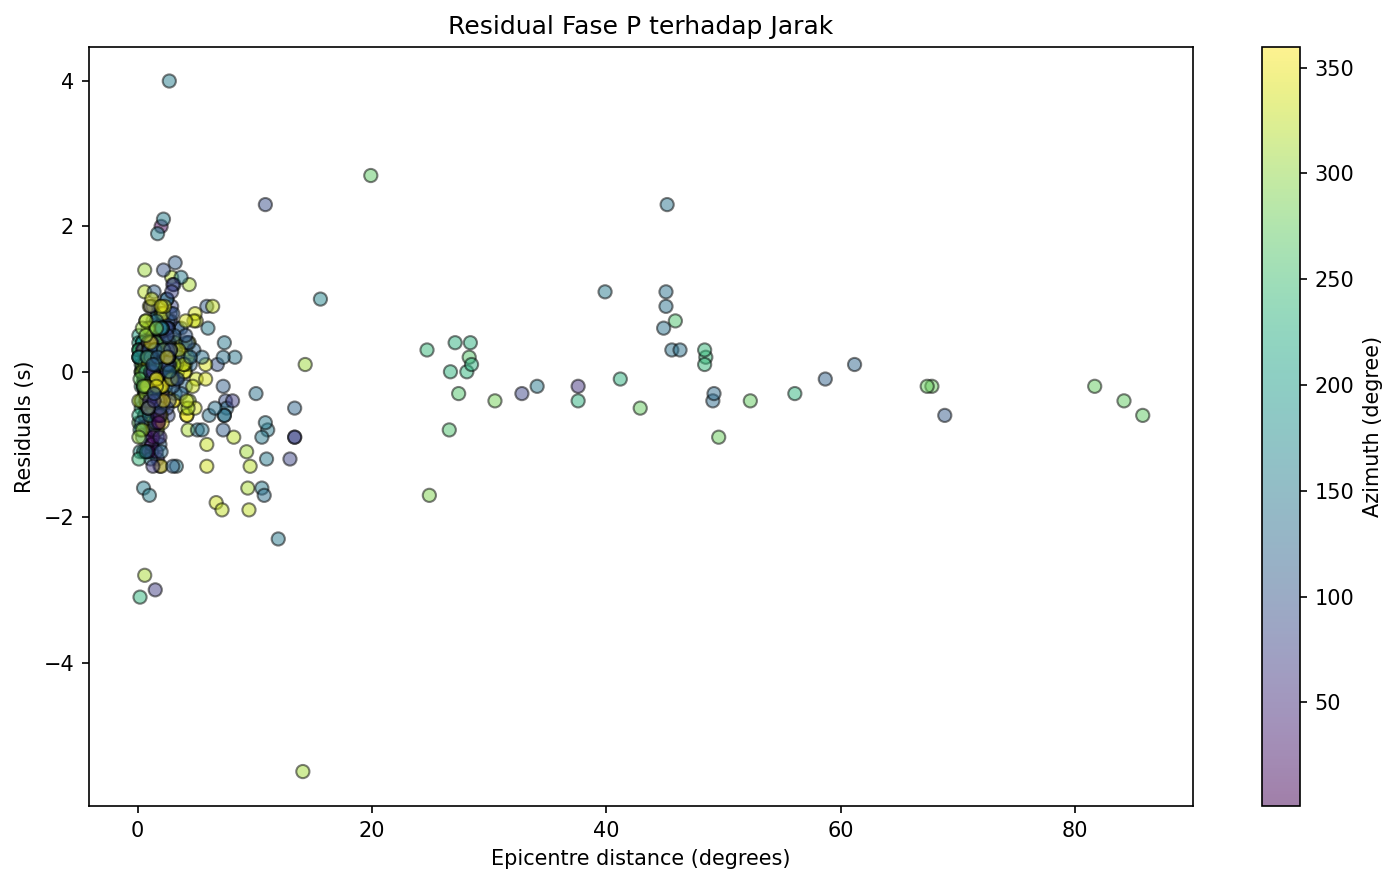 Residual Fase P terhadap Jarak
4
2
0
−2
−4
Residuals (s)
0 20 40 60 80
Epicentre distance (degrees)
350
300
250
200
150
100
50
Azimuth (degree)